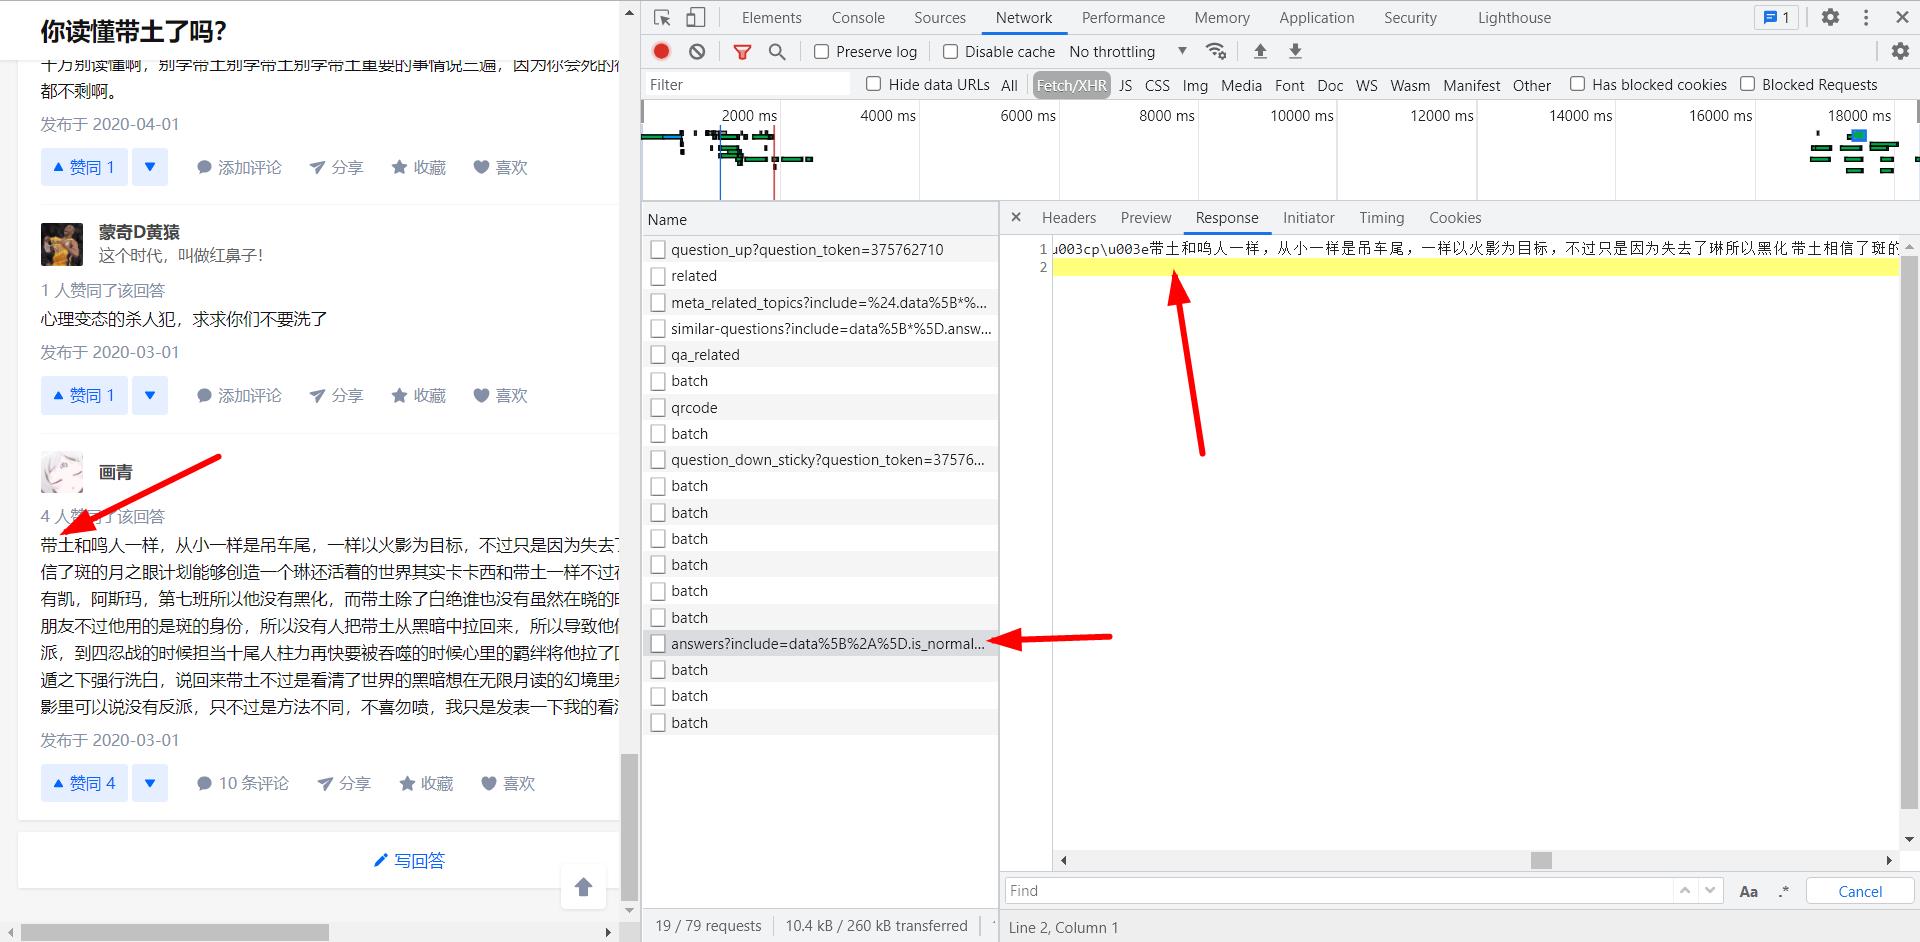 你读懂带土了吗?
都不剩啊。
发布于 2020-04-01
赞同 1
添加评论
分享
收藏
喜欢
蒙奇D黄猿
这个时代，叫做红鼻子！
1 人赞同了该回答
心理变态的杀人犯，求求你们不要洗了
发布于 2020-03-01
赞同 1
添加评论
分享
收藏
喜欢
画青
4 人赞同了该回答
带土和鸣人一样，从小一样是吊车尾，一样以火影为目标，不过只是因为失去
信了斑的月之眼计划能够创造一个琳还活着的世界其实卡卡西和带土一样不过
有凯，阿斯玛，第七班所以他没有黑化，而带土除了白绝谁也没有虽然在晓的
朋友不过他用的是斑的身份，所以没有人把带土从黑暗中拉回来，所以导致他
派，到四忍战的时候担当十尾人柱力再快要被吞噬的时候心里的羁绊将他拉了
遁之下强行洗白，说回来带土不过是看清了世界的黑暗想在无限月读的幻境里
影里可以说没有反派，只不过是方法不同，不喜勿喷，我只是发表一下我的看
发布于 2020-03-01
赞同 4
10 条评论
分享
收藏
喜欢
写回答
Elements
Console
Sources
Network
Performance
Memory
Application
Security
Lighthouse
1
Preserve log
Disable cache
No throttling
Filter
Hide data URLs
All
Fetch/XHR
JS
CSS
Img
Media
Font
Doc
WS
Wasm
Manifest
Other
Has blocked cookies
Blocked Requests
2000 ms
4000 ms
6000 ms
8000 ms
10000 ms
12000 ms
14000 ms
16000 ms
18000 ms
Name
question_up?question_token=375762710
related
meta_related_topics?include=%24.data%5B*%...
similar-questions?include=data%5B*%5D.answ...
qa_related
batch
qrcode
batch
question_down_sticky?question_token=37576...
batch
batch
batch
batch
batch
batch
answers?include=data%5B%2A%5D.is_normal...
batch
batch
batch
19 / 79 requests
10.4 kB / 260 kB transferred
Headers
Preview
Response
Initiator
Timing
Cookies
1
u003cp\u003e带土和鸣人一样，从小一样是吊车尾，一样以火影为目标，不过只是因为失去了琳所以黑化 带土相信了斑的
2
Find
Aa
.*
Cancel
Line 2, Column 1